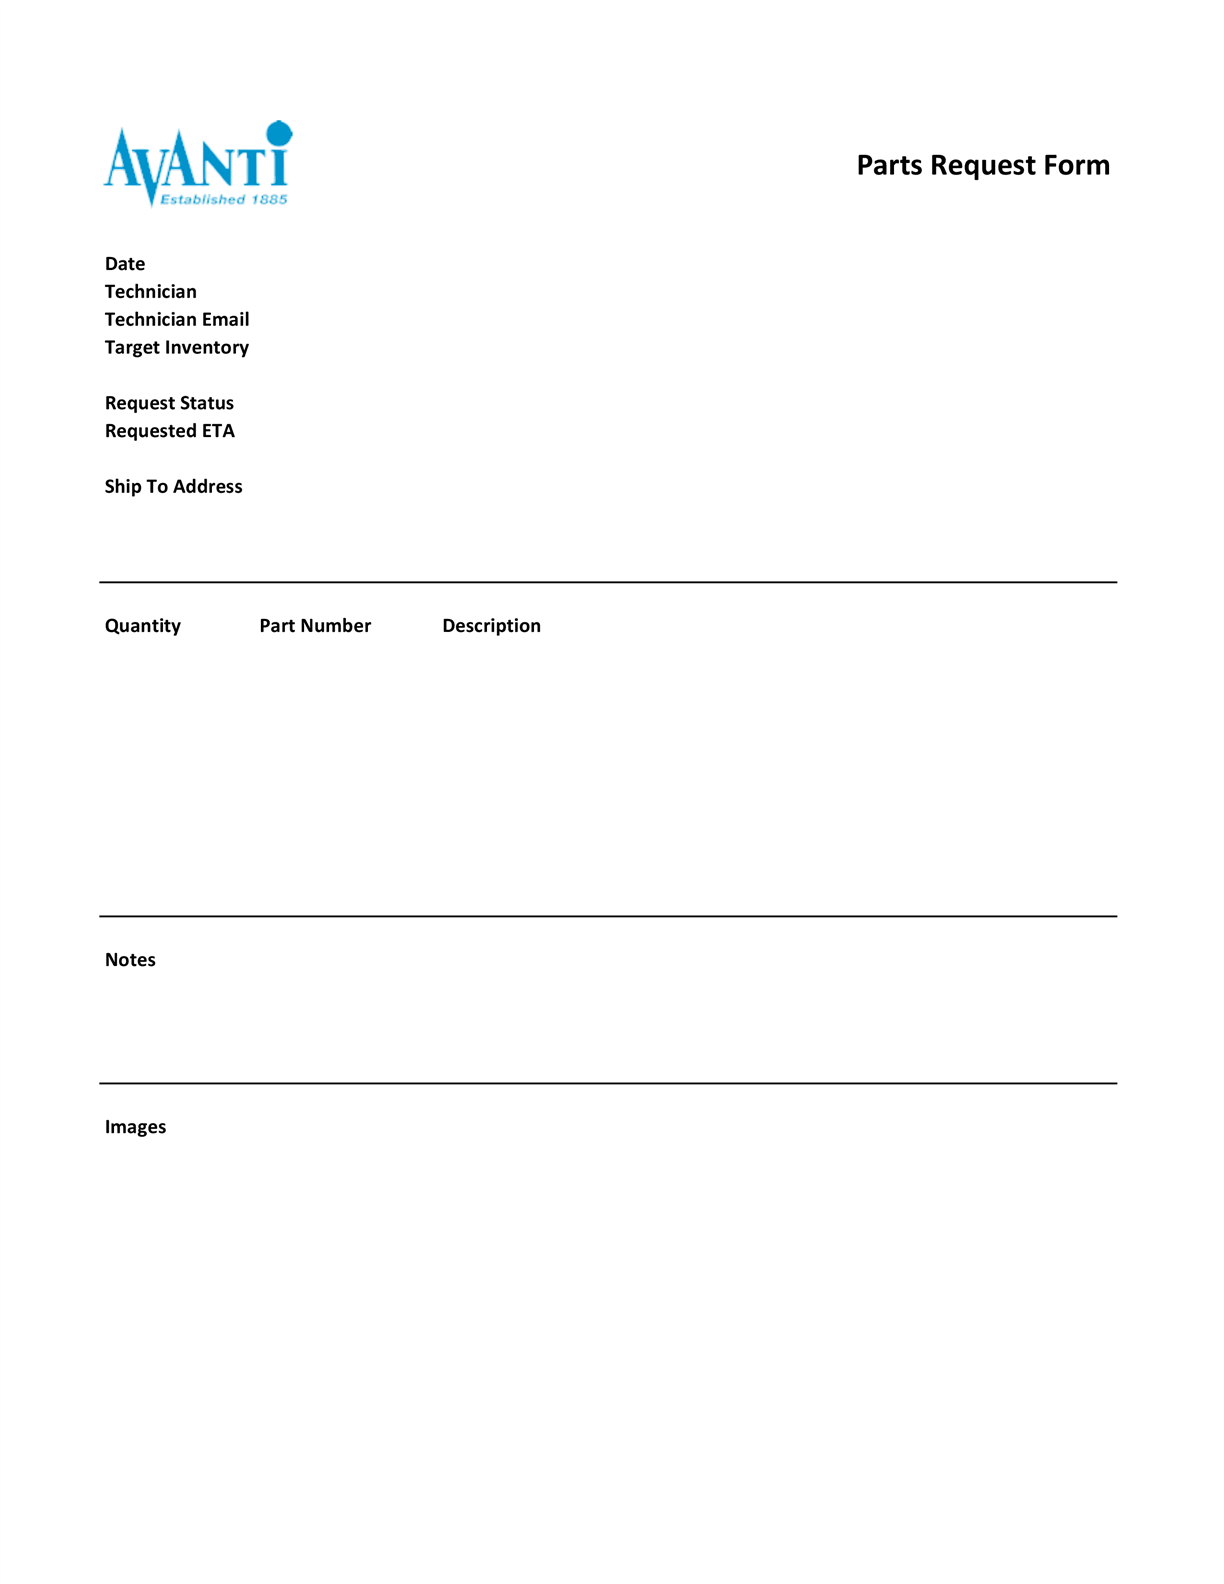 AVANTi
Established 1885
Parts Request Form
Date
Technician
Technician Email
Target Inventory
Request Status
Requested ETA
Ship To Address
Quantity Part Number Description
Notes
Images